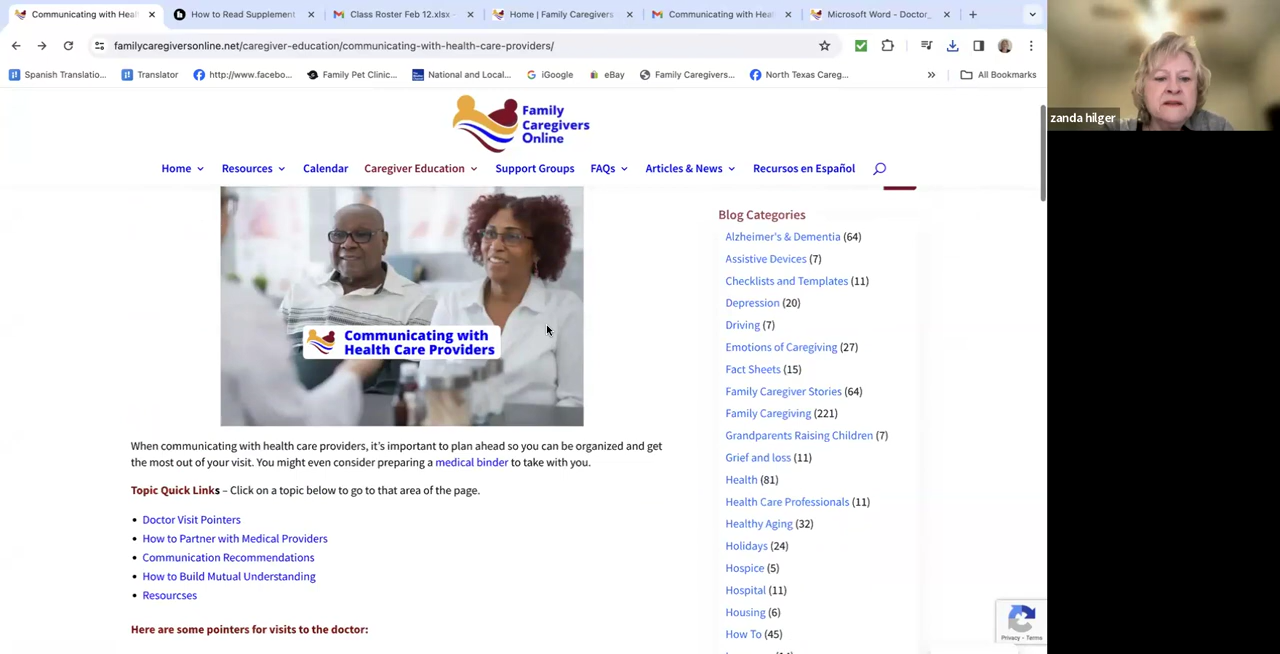 Communicating with Heal
How to Read Supplement
Class Roster Feb 12.xlsx -
Home | Family Caregivers
Communicating with Heal
Microsoft Word - Doctor_
familycaregiversonline.net/caregiver-education/communicating-with-health-care-providers/
Spanish Translatio...
Translator
http://www.facebo...
Family Pet Clinic...
National and Local...
iGoogle
eBay
Family Caregivers...
North Texas Careg...
»
All Bookmarks
zanda hilger
Family
Caregivers
Online
Home
Resources
Calendar
Caregiver Education
Support Groups
FAQs
Articles & News
Recursos en Español
Communicating with
Health Care Providers
When communicating with health care providers, it's important to plan ahead so you can be organized and get
the most out of your visit. You might even consider preparing a medical binder to take with you.
Topic Quick Links – Click on a topic below to go to that area of the page.
• Doctor Visit Pointers
• How to Partner with Medical Providers
• Communication Recommendations
• How to Build Mutual Understanding
• Resourcses
Here are some pointers for visits to the doctor:
Blog Categories
Alzheimer's & Dementia (64)
Assistive Devices (7)
Checklists and Templates (11)
Depression (20)
Driving (7)
Emotions of Caregiving (27)
Fact Sheets (15)
Family Caregiver Stories (64)
Family Caregiving (221)
Grandparents Raising Children (7)
Grief and loss (11)
Health (81)
Health Care Professionals (11)
Healthy Aging (32)
Holidays (24)
Hospice (5)
Hospital (11)
Housing (6)
How To (45)
Privacy - Terms